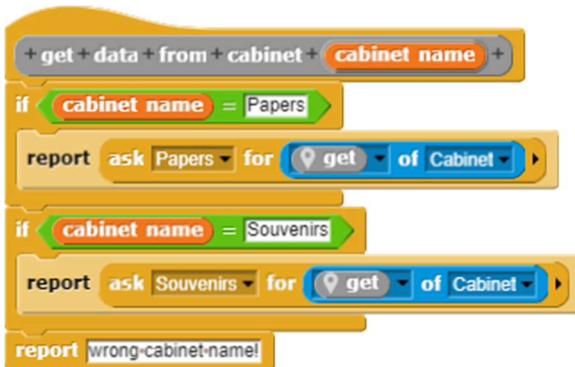 + get + data + from + cabinet + cabinet name +
if cabinet name = Papers
report ask Papers for get of Cabinet
if cabinet name = Souvenirs
report ask Souvenirs for get of Cabinet
report wrong·cabinet·name!